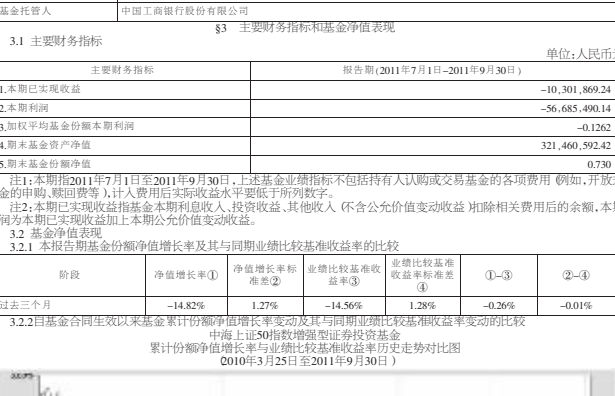 基金托管人 中国工商银行股份有限公司
§3 主要财务指标和基金净值表现
3.1 主要财务指标
单位:人民币
主要财务指标 报告期(2011年7月1日-2011年9月30日)
1.本期已实现收益 -10,301,869.24
2.本期利润 -56,685,490.14
3.加权平均基金份额本期利润 -0.1262
4.期末基金资产净值 321,460,592.42
5.期末基金份额净值 0.730
注1:本期指2011年7月1日至2011年9月30日,上述基金业绩指标不包括持有人认购或交易基金的各项费用(例如,开放式
金的申购、赎回费等),计入费用后实际收益水平要低于所列数字。
注2:本期已实现收益指基金本期利息收入、投资收益、其他收入(不含公允价值变动收益)扣除相关费用后的余额,本期
润为本期已实现收益加上本期公允价值变动收益。
3.2 基金净值表现
3.2.1 本报告期基金份额净值增长率及其与同期业绩比较基准收益率的比较
阶段 净值增长率① 净值增长率标准差② 业绩比较基准收益率③ 业绩比较基准收益率标准差④ ①-③ ②-④
过去三个月 -14.82% 1.27% -14.56% 1.28% -0.26% -0.01%
3.2.2自基金合同生效以来基金累计份额净值增长率变动及其与同期业绩比较基准收益率变动的比较
中海上证50指数增强型证券投资基金
累计份额净值增长率与业绩比较基准收益率历史走势对比图
(2010年3月25日至2011年9月30日)